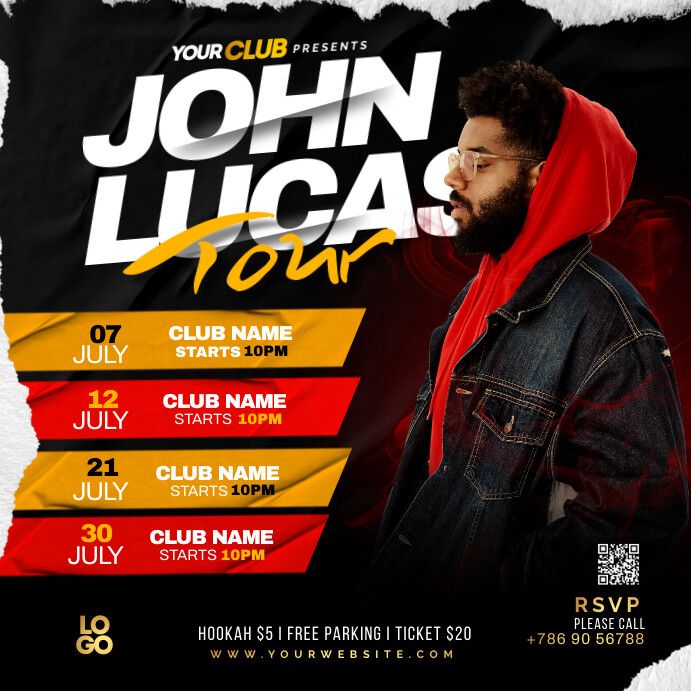 YOUR CLUB PRESENTS
JOHN
LUCAS
Tour
07
JULY
CLUB NAME
STARTS 10PM
12
JULY
CLUB NAME
STARTS 10PM
21
JULY
CLUB NAME
STARTS 10PM
30
JULY
CLUB NAME
STARTS 10PM
LO
GO
HOOKAH $5 | FREE PARKING | TICKET $20
WWW.YOURWEBSITE.COM
RSVP
PLEASE CALL
+786 90 56788